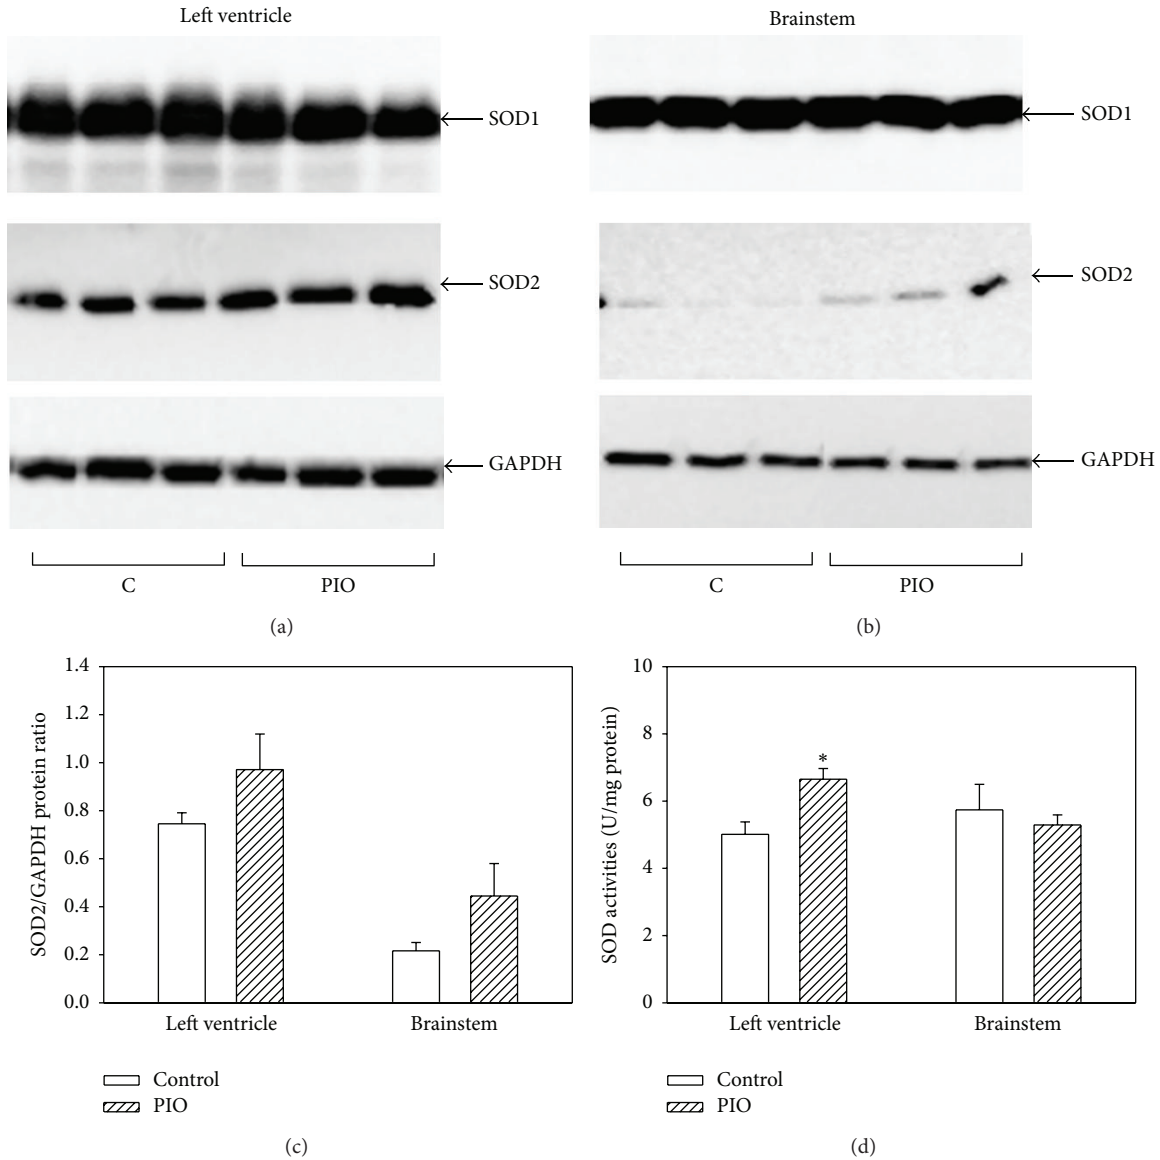 Left ventricle
SOD1
SOD2
GAPDH
C PIO
(a)
Brainstem
SOD1
SOD2
GAPDH
C PIO
(b)
SOD2/GAPDH protein ratio
1.4
1.2
1.0
0.8
0.6
0.4
0.2
0.0
Left ventricle Brainstem
Control
PIO
(c)
SOD activities (U/mg protein)
10
8
6
4
2
0
*
Left ventricle Brainstem
Control
PIO
(d)